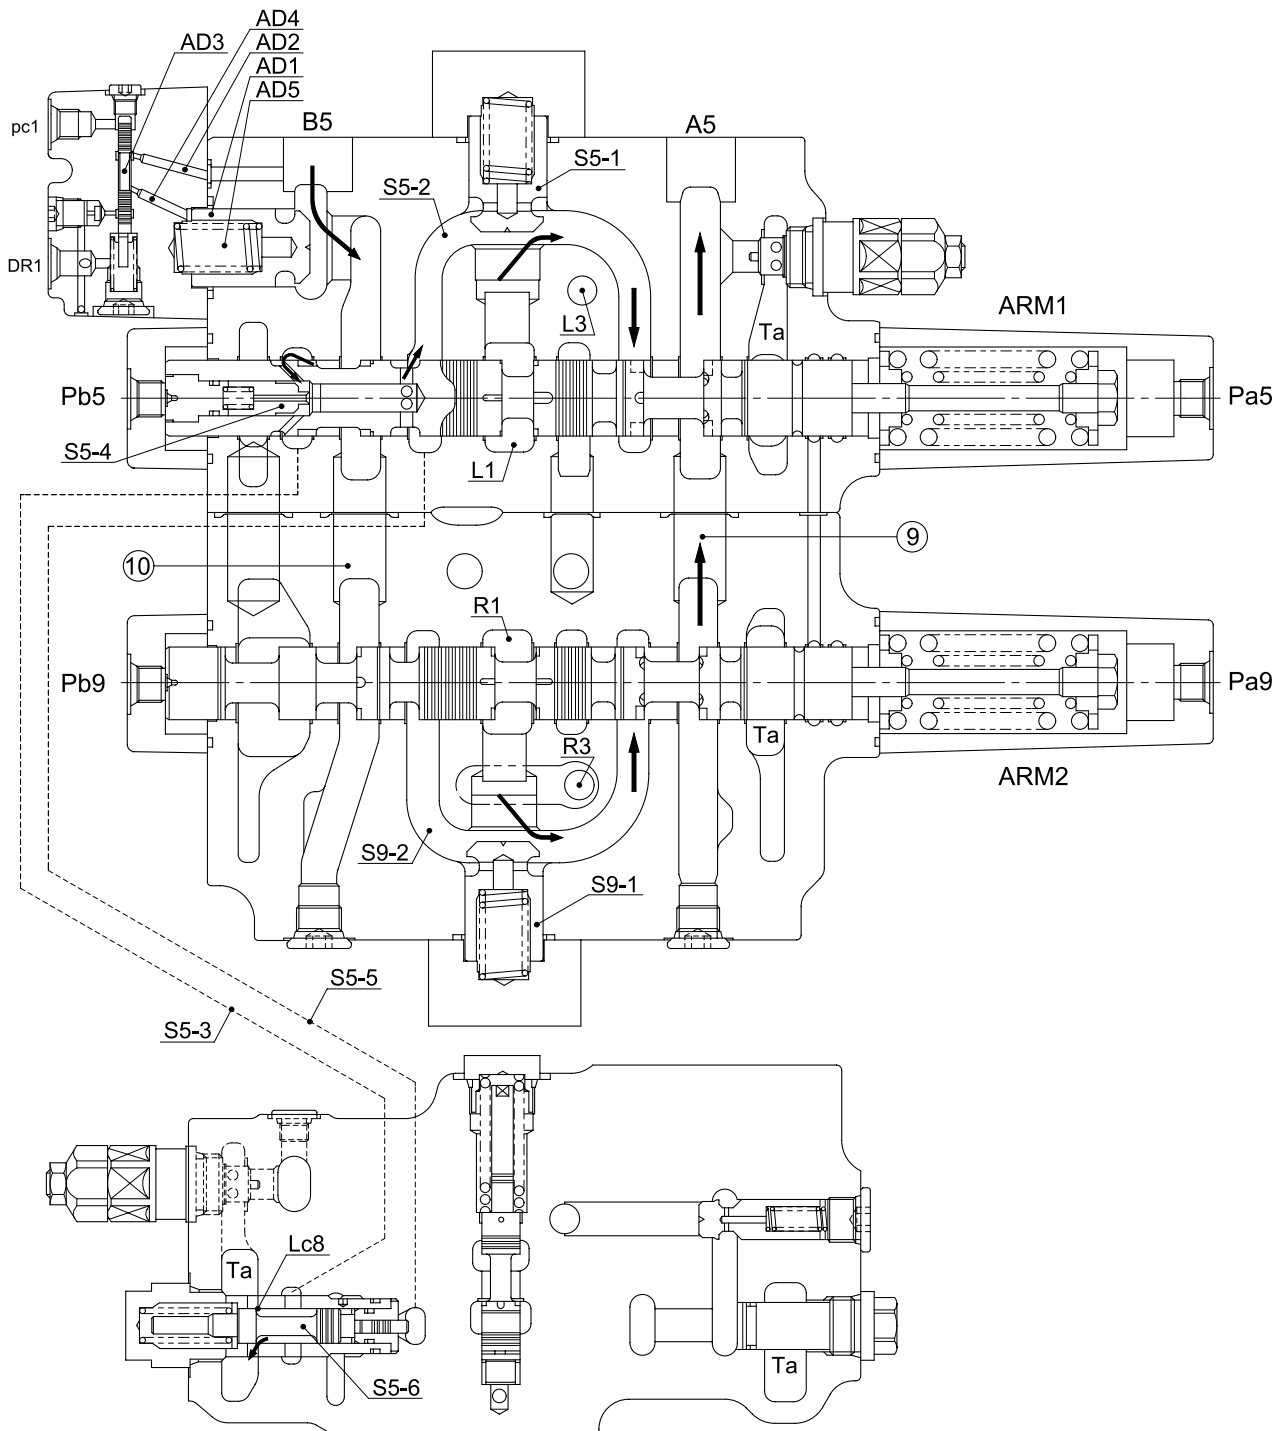 AD4
AD3
AD2
AD1
AD5
pc1
B5
A5
S5-1
S5-2
DR1
L3
ARM1
Ta
Pb5
Pa5
S5-4
L1
10
9
R1
Pb9
Pa9
Ta
R3
ARM2
S9-2
S9-1
S5-5
S5-3
Lc8
Ta
Ta
S5-6